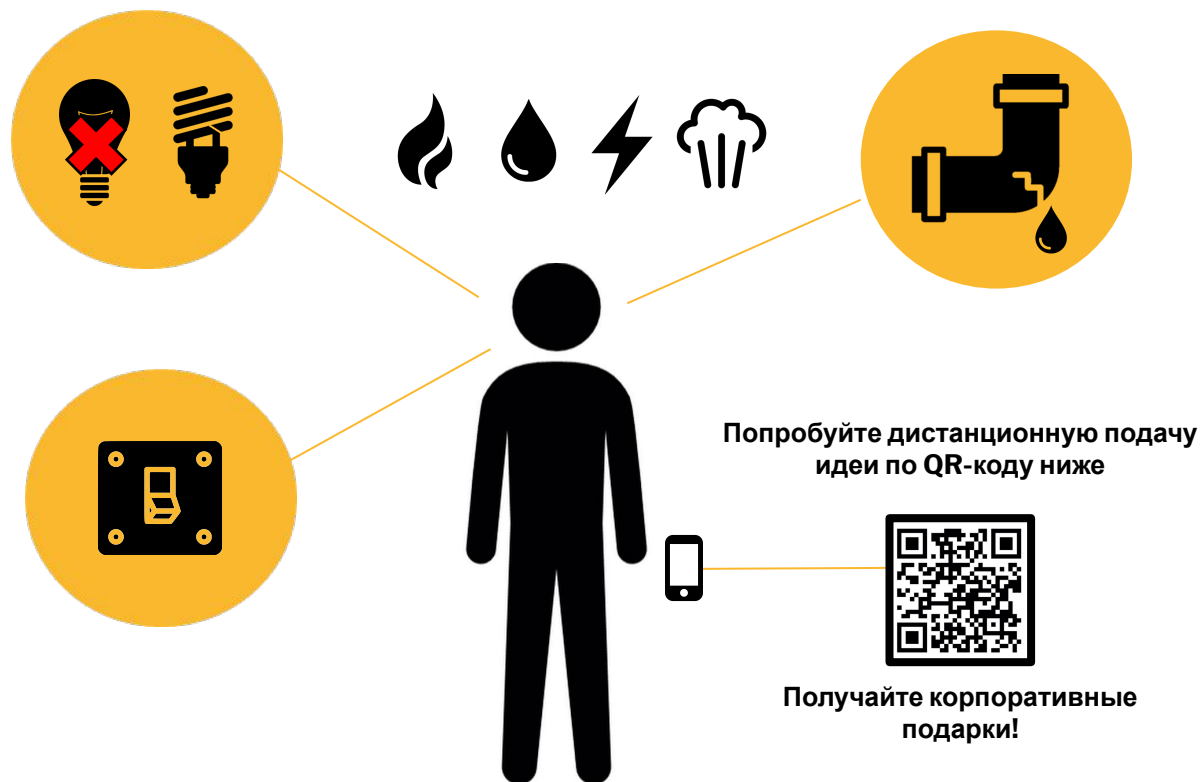 Попробуйте дистанционную подачу
идеи по QR-коду ниже
Получайте корпоративные
подарки!